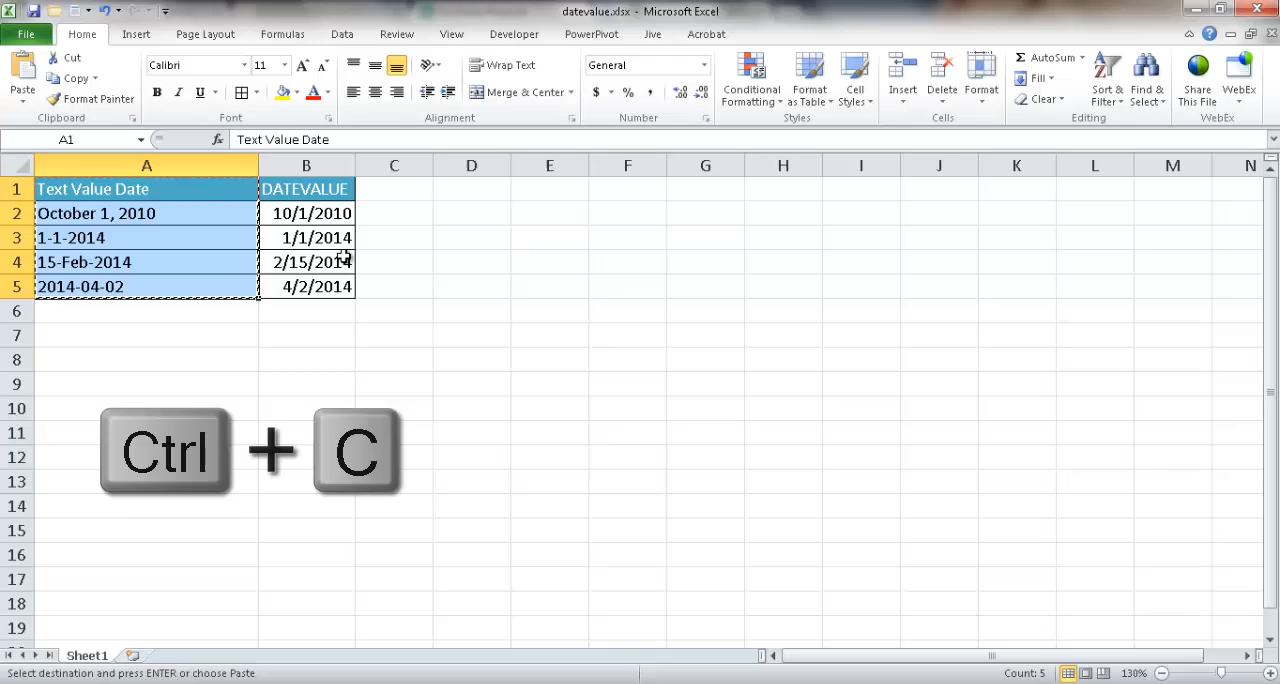 datevalue.xlsx - Microsoft Excel
File Home Insert Page Layout Formulas Data Review View Developer PowerPivot Jive Acrobat
Paste
Cut
Copy
Format Painter
Clipboard
Calibri 11
B I U
Font
Wrap Text
Merge & Center
Alignment
General
$ % ,
Number
Conditional Formatting
Format as Table
Cell Styles
Styles
Insert Delete Format
Cells
Σ AutoSum
Fill
Clear
Sort & Filter
Find & Select
Editing
Share This File
WebEx
WebEx
A1 fx Text Value Date
A B C D E F G H I J K L M N
1 Text Value Date DATEVALUE
2 October 1, 2010 10/1/2010
3 1-1-2014 1/1/2014
4 15-Feb-2014 2/15/2014
5 2014-04-02 4/2/2014
6
7
8
9
10
11
12
13
14
15
16
17
18
19
Ctrl + C
Sheet1
Select destination and press ENTER or choose Paste Count: 5 130%